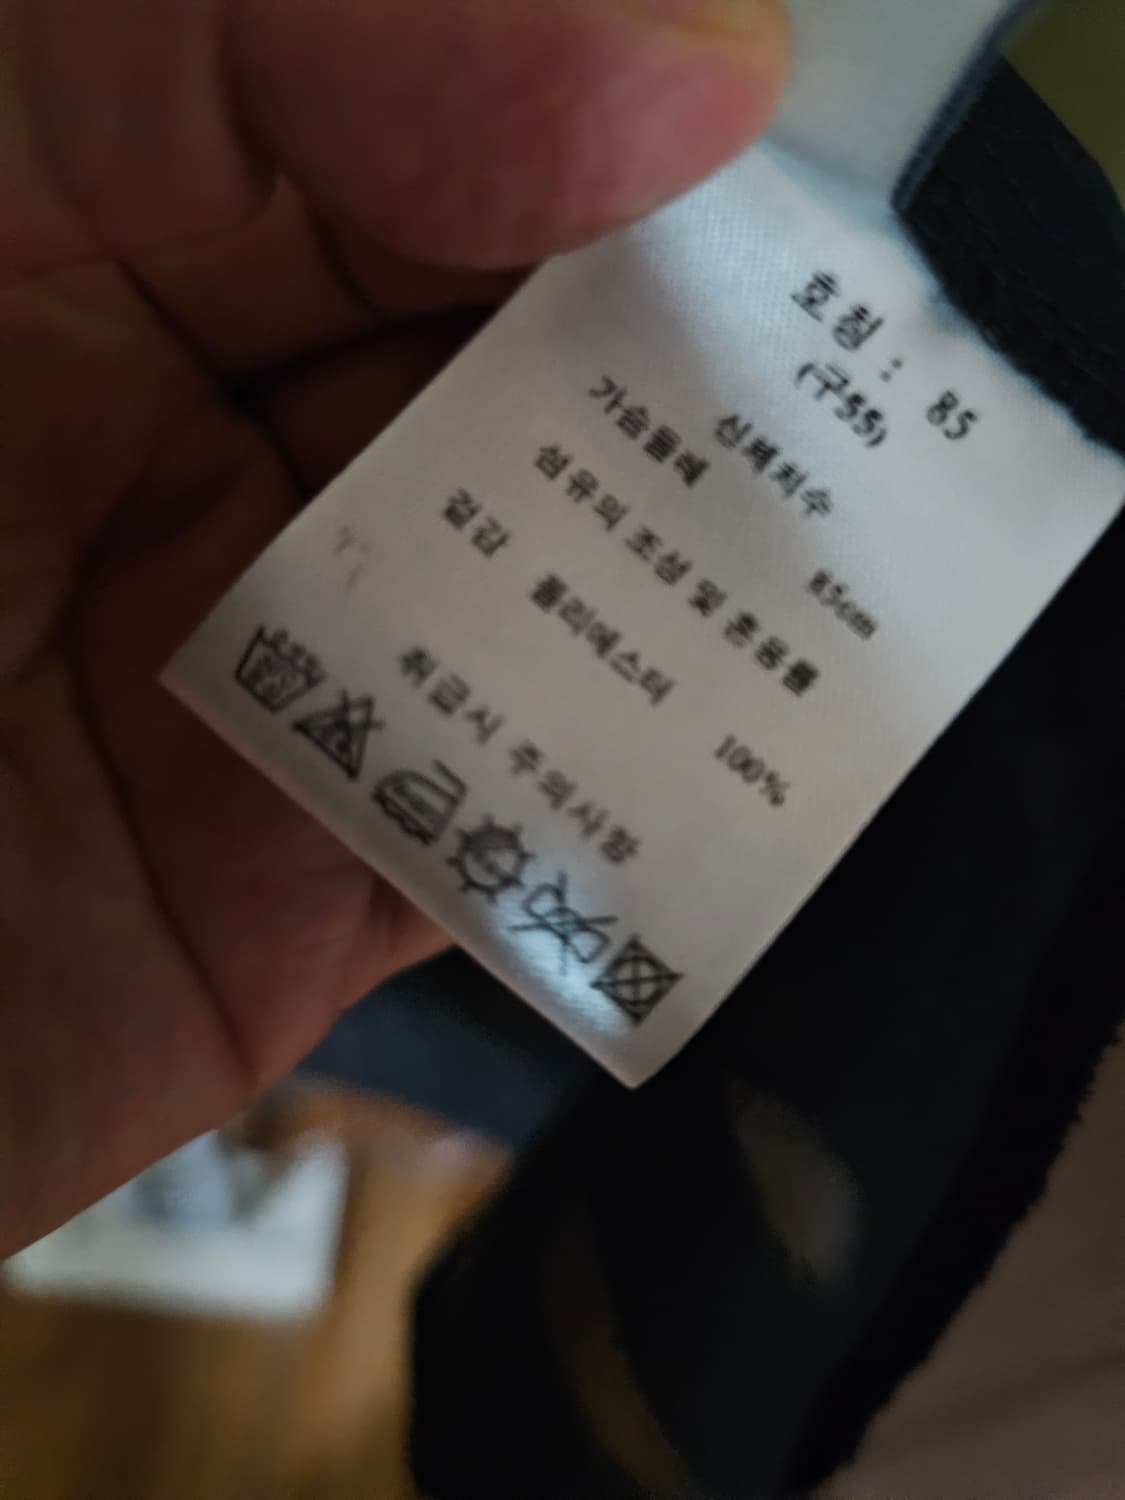 호칭 : 85
(구55)
신체치수
가슴둘레 85cm
섬유의 조성 및 혼용률
겉감 폴리에스터 100%
취급시 주의사항